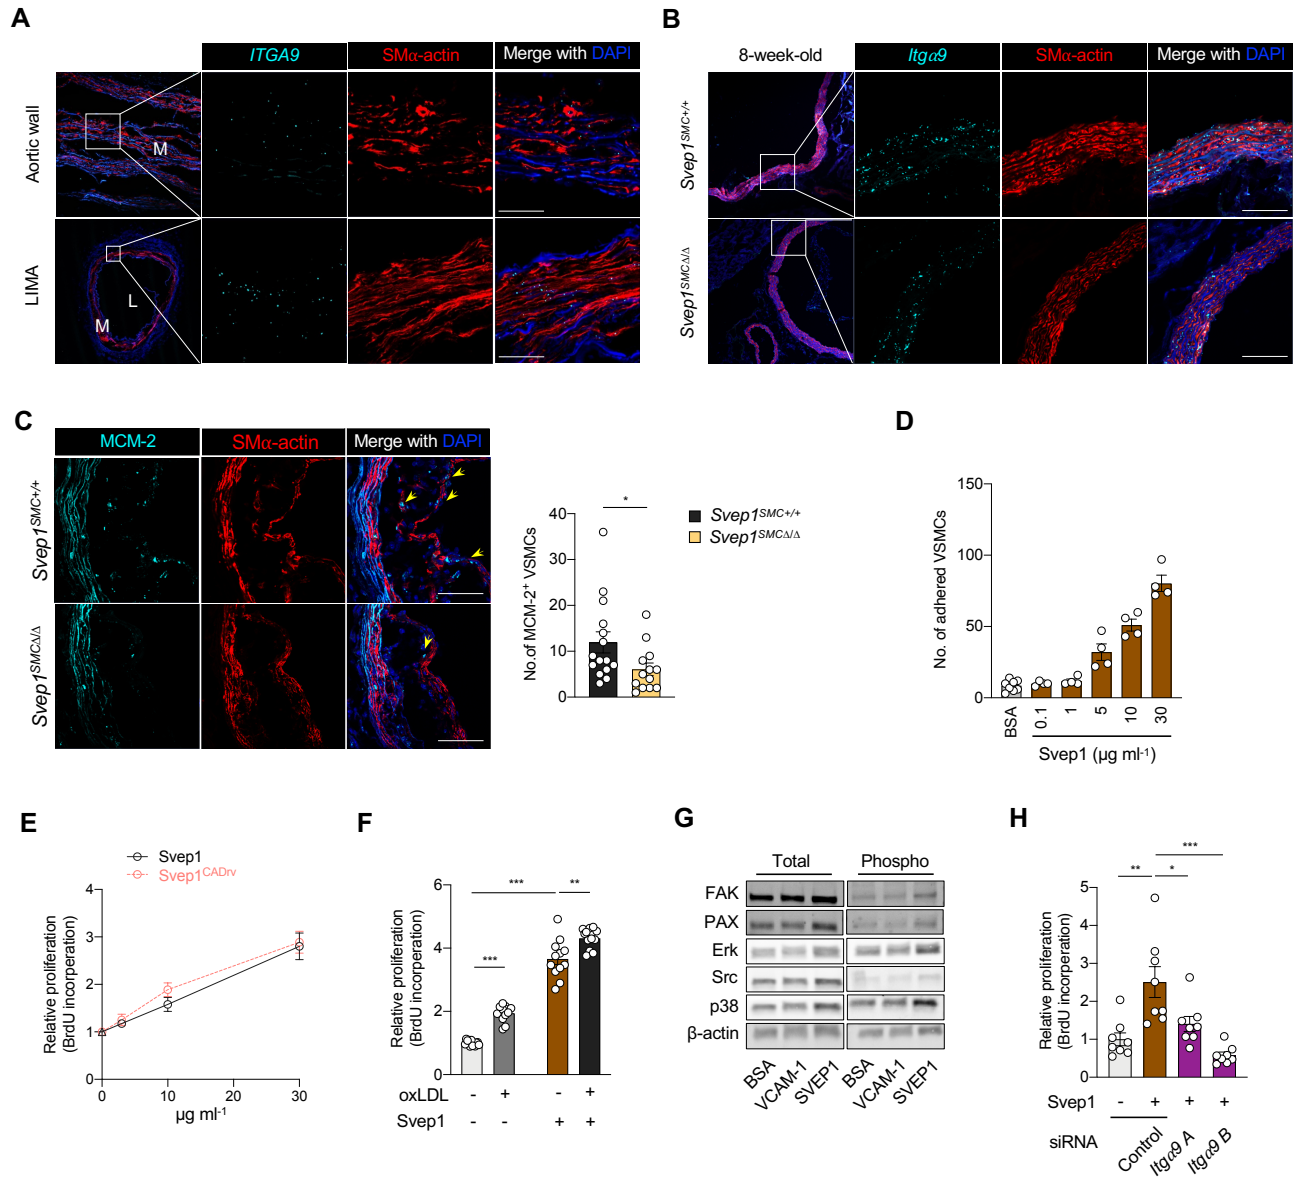 A
ITGA9 SMα-actin Merge with DAPI
Aortic wall
M
LIMA
L
M
B
8-week-old Itgα9 SMα-actin Merge with DAPI
Svep1SMC+/+
Svep1SMCΔ/Δ
C
MCM-2 SMα-actin Merge with DAPI
Svep1SMC+/+
Svep1SMCΔ/Δ
No.of MCM-2+ VSMCs
40
30
20
10
0
*
Svep1SMC+/+
Svep1SMCΔ/Δ
D
No. of adhered VSMCs
150
100
50
0
BSA 0.1 1 5 10 30
Svep1 (µg ml-1)
E
Svep1
Svep1CADrv
Relative proliferation
(BrdU incorperation)
4
3
2
1
0
0 10 20 30
µg ml-1
F
Relative proliferation
(BrdU incorperation)
6
4
2
0
*** **
***
oxLDL - + - +
Svep1 - - + +
G
Total Phospho
FAK
PAX
Erk
Src
p38
β-actin
BSA VCAM-1 SVEP1 BSA VCAM-1 SVEP1
H
Relative proliferation
(BrdU incorperation)
5
4
3
2
1
0
***
** *
Svep1 - + + +
siRNA Control Itgα9 A Itgα9 B